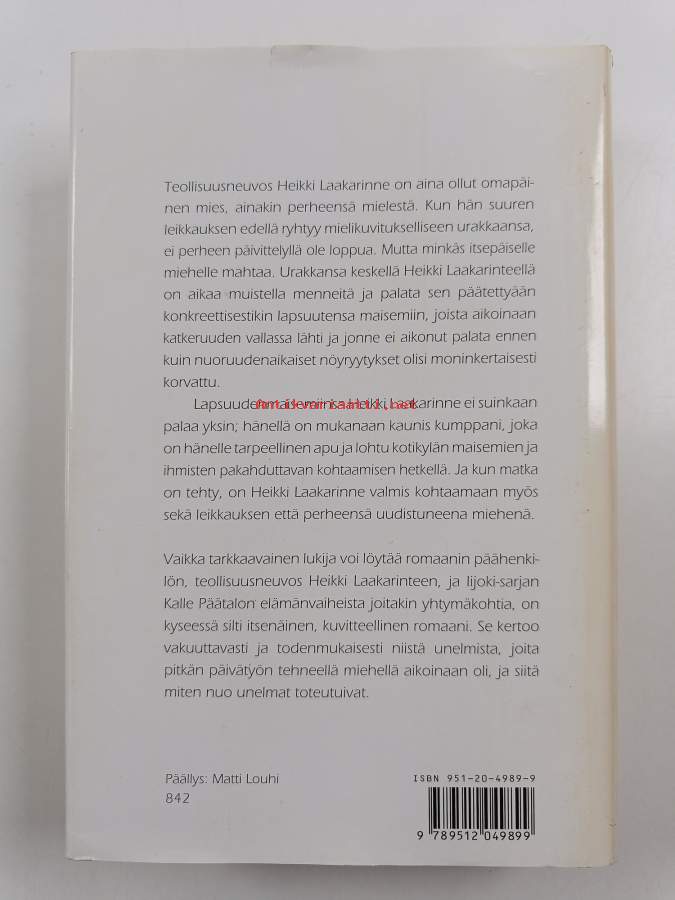 Teollisuusneuvos Heikki Laakarinne on aina ollut omapäi-
nen mies, ainakin perheensä mielestä. Kun hän suuren
leikkauksen edellä ryhtyy mielikuvitukselliseen urakkaansa,
ei perheen päivittelyllä ole loppua. Mutta minkäs itsepäiselle
miehelle mahtaa. Urakkansa keskellä Heikki Laakarinteellä
on aikaa muistella menneitä ja palata sen päätettyään
konkreettisestikin lapsuutensa maisemiin, joista aikoinaan
katkeruuden vallassa lähti ja jonne ei aikonut palata ennen
kuin nuoruudenaikaiset nöyryytykset olisi moninkertaisesti
korvattu.
Lapsuuden maisemiinsa Heikki Laakarinne ei suinkaan
palaa yksin; hänellä on mukanaan kaunis kumppani, joka
on hänelle tarpeellinen apu ja lohtu kotikylän maisemien ja
ihmisten pakahduttavan kohtaamisen hetkellä. Ja kun matka
on tehty, on Heikki Laakarinne valmis kohtaamaan myös
sekä leikkauksen että perheensä uudistuneena miehenä.
Vaikka tarkkaavainen lukija voi löytää romaanin päähenki-
lön, teollisuusneuvos Heikki Laakarinteen, ja Iijoki-sarjan
Kalle Päätalon elämänvaiheista joitakin yhtymäkohtia, on
kyseessä silti itsenäinen, kuvitteellinen romaani. Se kertoo
vakuuttavasti ja todenmukaisesti niistä unelmista, joita
pitkän päivätyön tehneellä miehellä aikoinaan oli, ja siitä
miten nuo unelmat toteutuivat.
Päällys: Matti Louhi
842
ISBN 951-20-4989-9
9 789512 049899